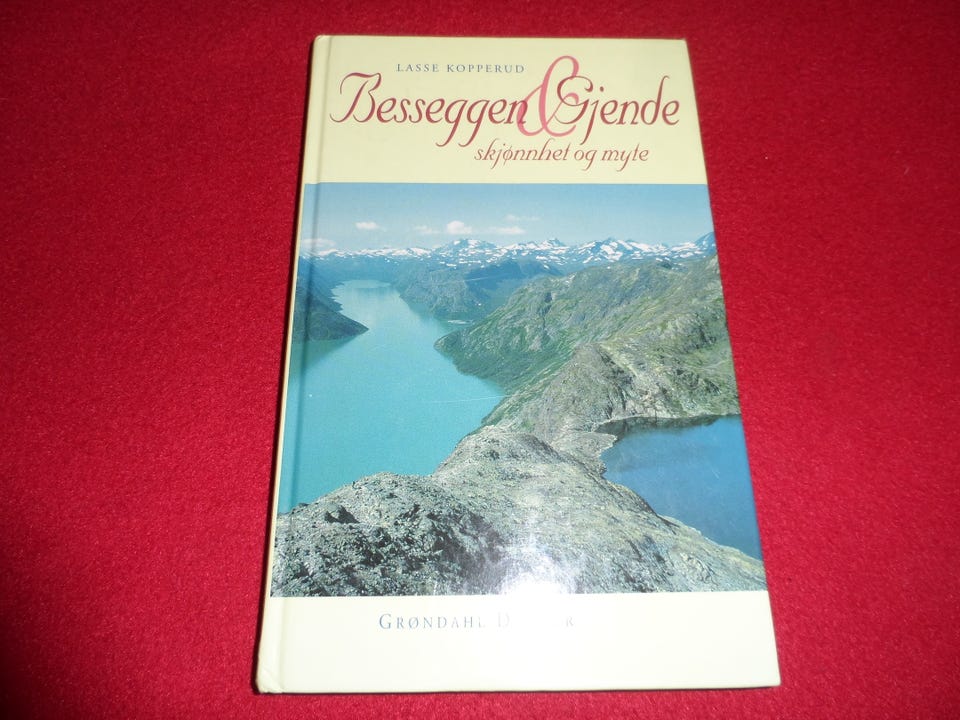 LASSE KOPPERUD
Besseggen & Gjende
skjønnhet og myte
GRØNDAHL